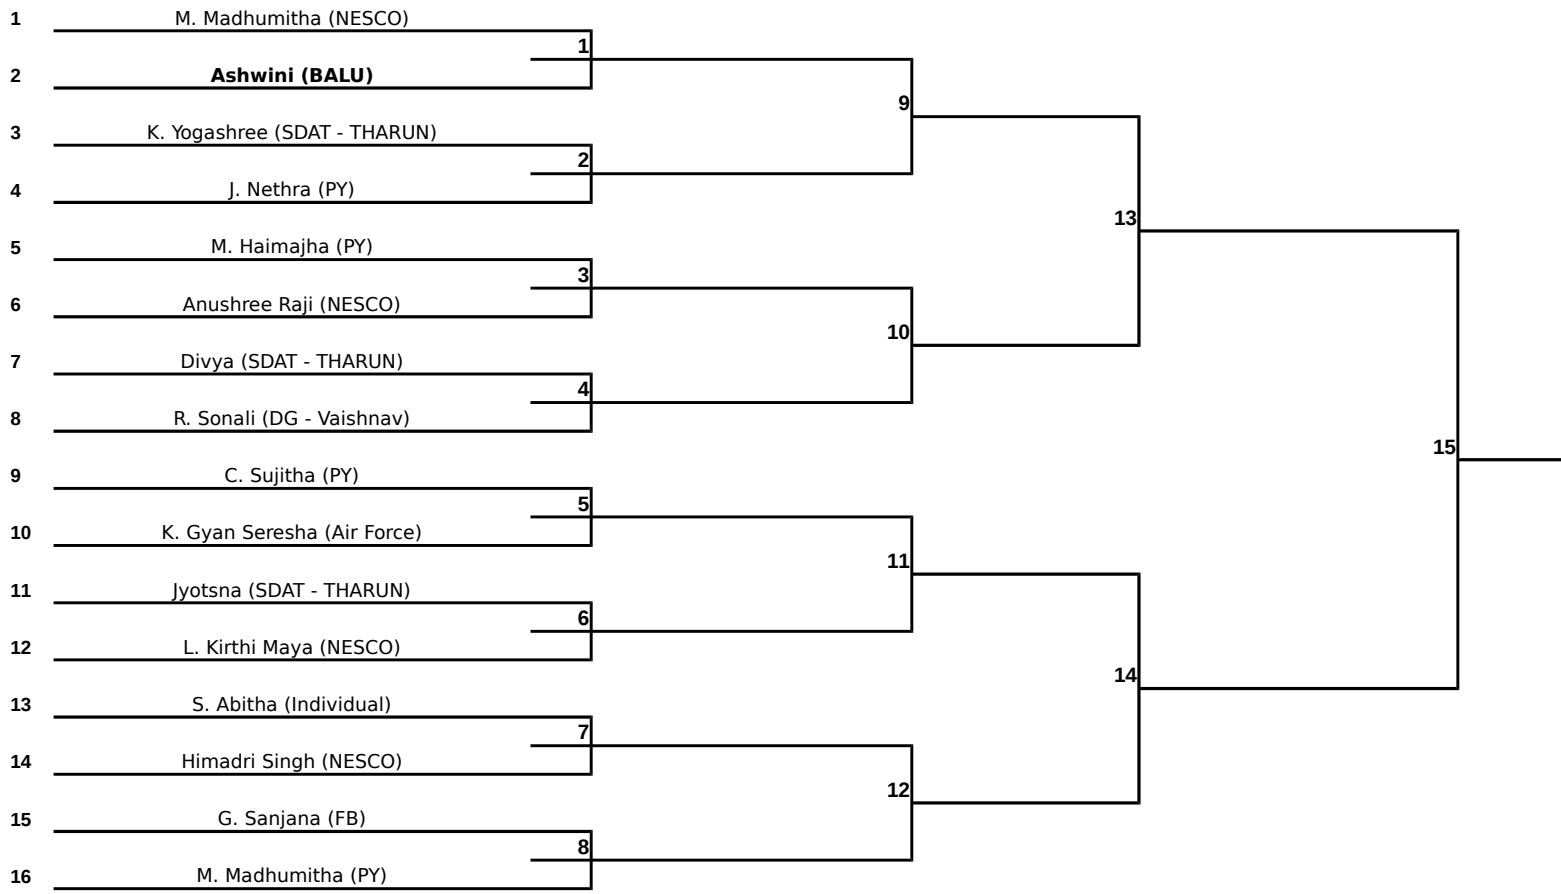 1 M. Madhumitha (NESCO)
1
2 Ashwini (BALU)
9
3 K. Yogashree (SDAT - THARUN)
2
4 J. Nethra (PY)
13
5 M. Haimajha (PY)
3
6 Anushree Raji (NESCO)
10
7 Divya (SDAT - THARUN)
4
8 R. Sonali (DG - Vaishnav)
15
9 C. Sujitha (PY)
5
10 K. Gyan Seresha (Air Force)
11
11 Jyotsna (SDAT - THARUN)
6
12 L. Kirthi Maya (NESCO)
14
13 S. Abitha (Individual)
7
14 Himadri Singh (NESCO)
12
15 G. Sanjana (FB)
8
16 M. Madhumitha (PY)